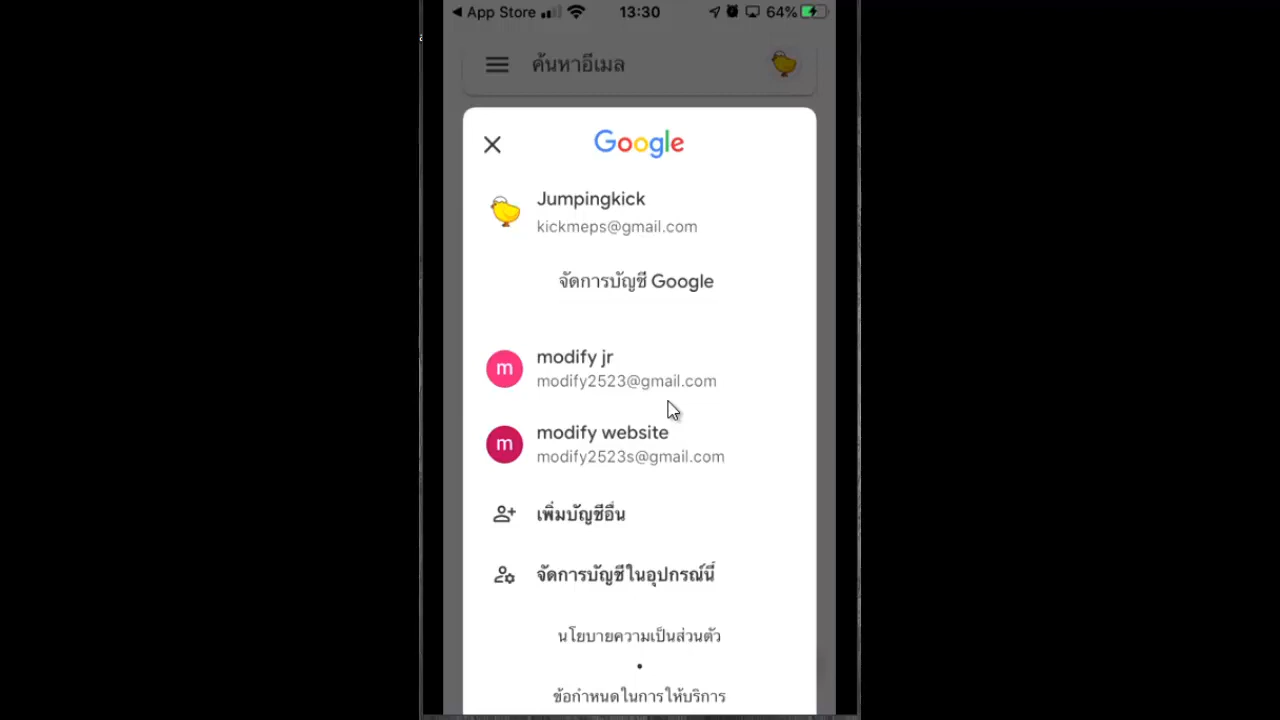 App Store 13:30 64%
ค้นหาอีเมล
Google
Jumpingkick
kickmeps@gmail.com
จัดการบัญชี Google
m
modify jr
modify2523@gmail.com
m
modify website
modify2523s@gmail.com
เพิ่มบัญชีอื่น
จัดการบัญชีในอุปกรณ์นี้
นโยบายความเป็นส่วนตัว
•
ข้อกำหนดในการให้บริการ